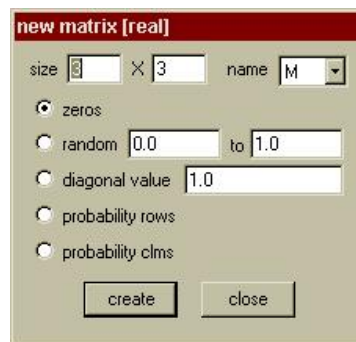 new matrix [real]
size 3 X 3 name M
zeros
random 0.0 to 1.0
diagonal value 1.0
probability rows
probability clms
create close